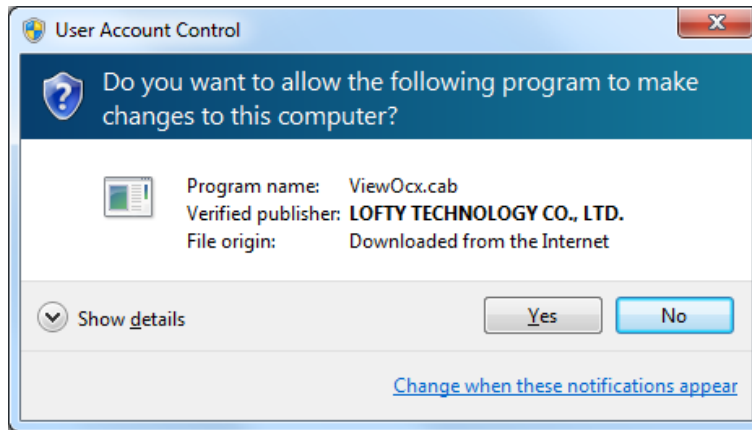 User Account Control
Do you want to allow the following program to make
changes to this computer?
Program name: ViewOcx.cab
Verified publisher: LOFTY TECHNOLOGY CO., LTD.
File origin: Downloaded from the Internet
Show details Yes No
Change when these notifications appear